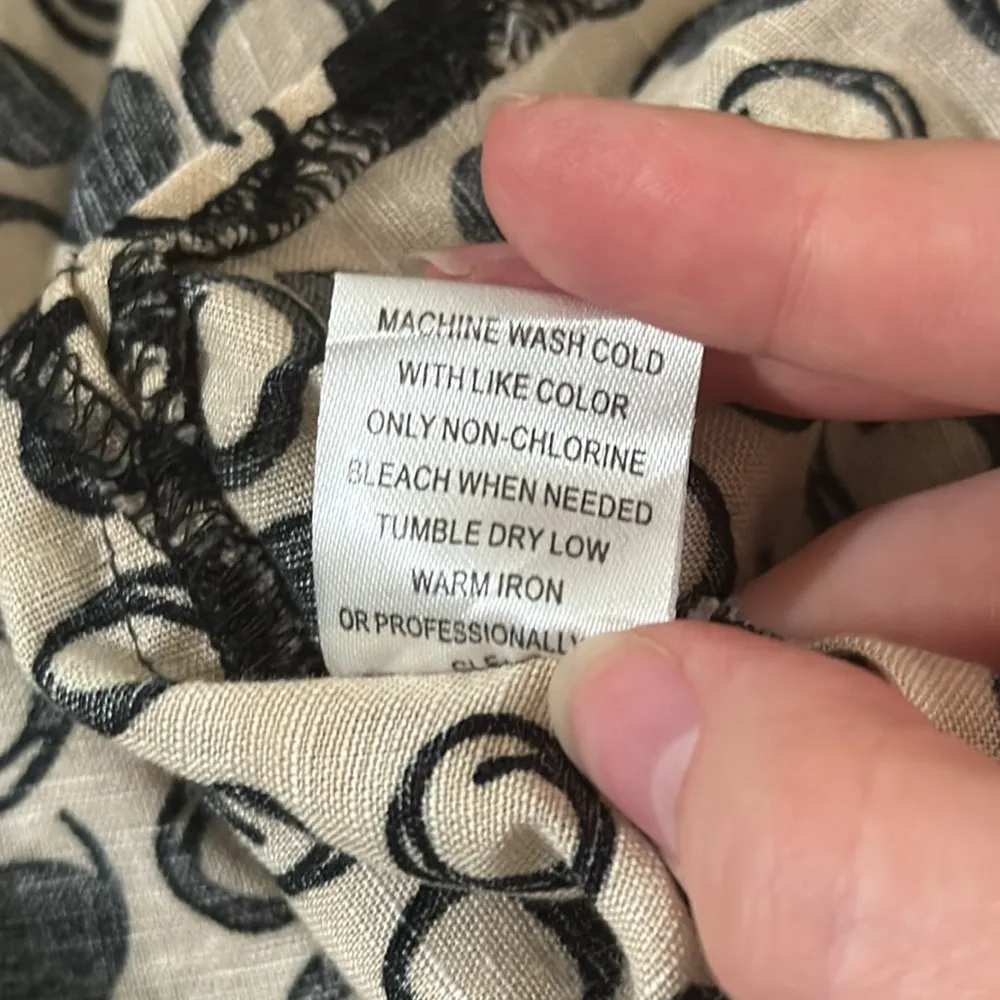 MACHINE WASH COLD
WITH LIKE COLOR
ONLY NON-CHLORINE
BLEACH WHEN NEEDED
TUMBLE DRY LOW
WARM IRON
OR PROFESSIONALLY